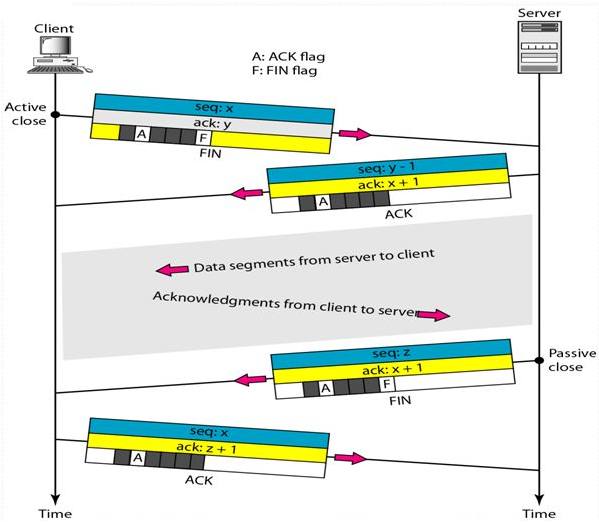 Client
Server
A: ACK flag
F: FIN flag
Active
close
seq: x
ack: y
A
F
FIN
seq: y - 1
ack: x + 1
A
ACK
Data segments from server to client
Acknowledgments from client to server
Passive
close
seq: z
ack: x + 1
A
F
FIN
seq: x
ack: z + 1
A
ACK
Time
Time